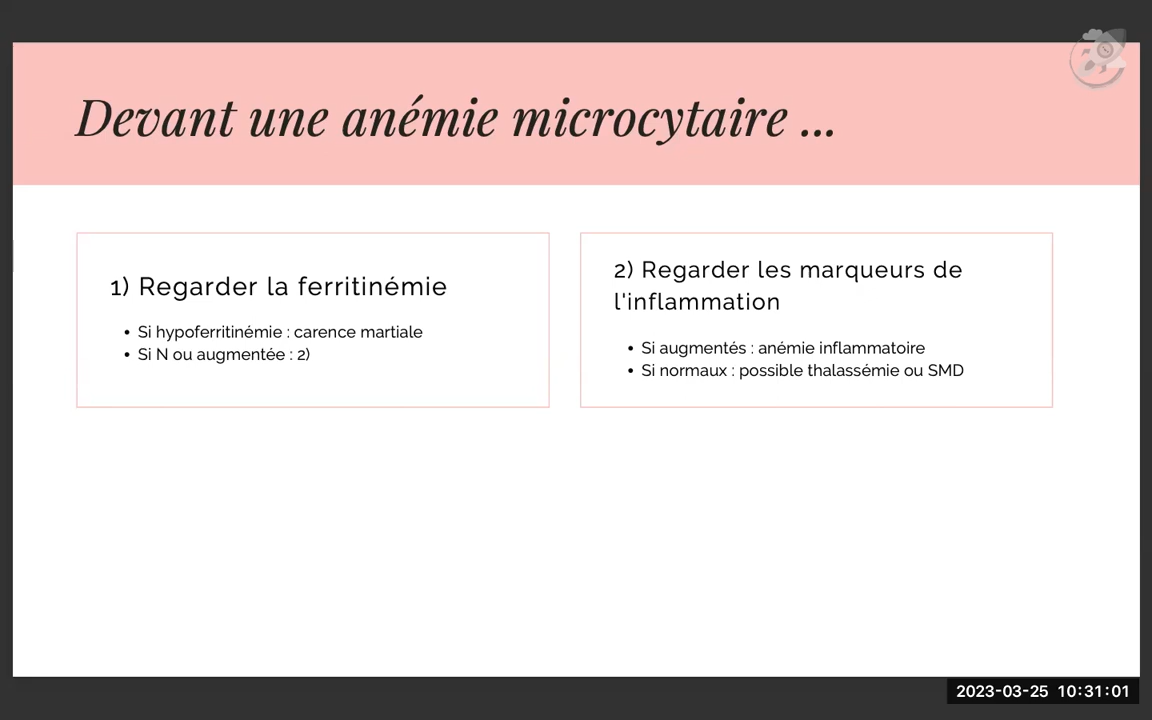 Devant une anémie microcytaire ...
1) Regarder la ferritinémie
• Si hypoferritinémie : carence martiale
• Si N ou augmentée : 2)
2) Regarder les marqueurs de
l'inflammation
• Si augmentés : anémie inflammatoire
• Si normaux : possible thalassémie ou SMD
2023-03-25 10:31:01